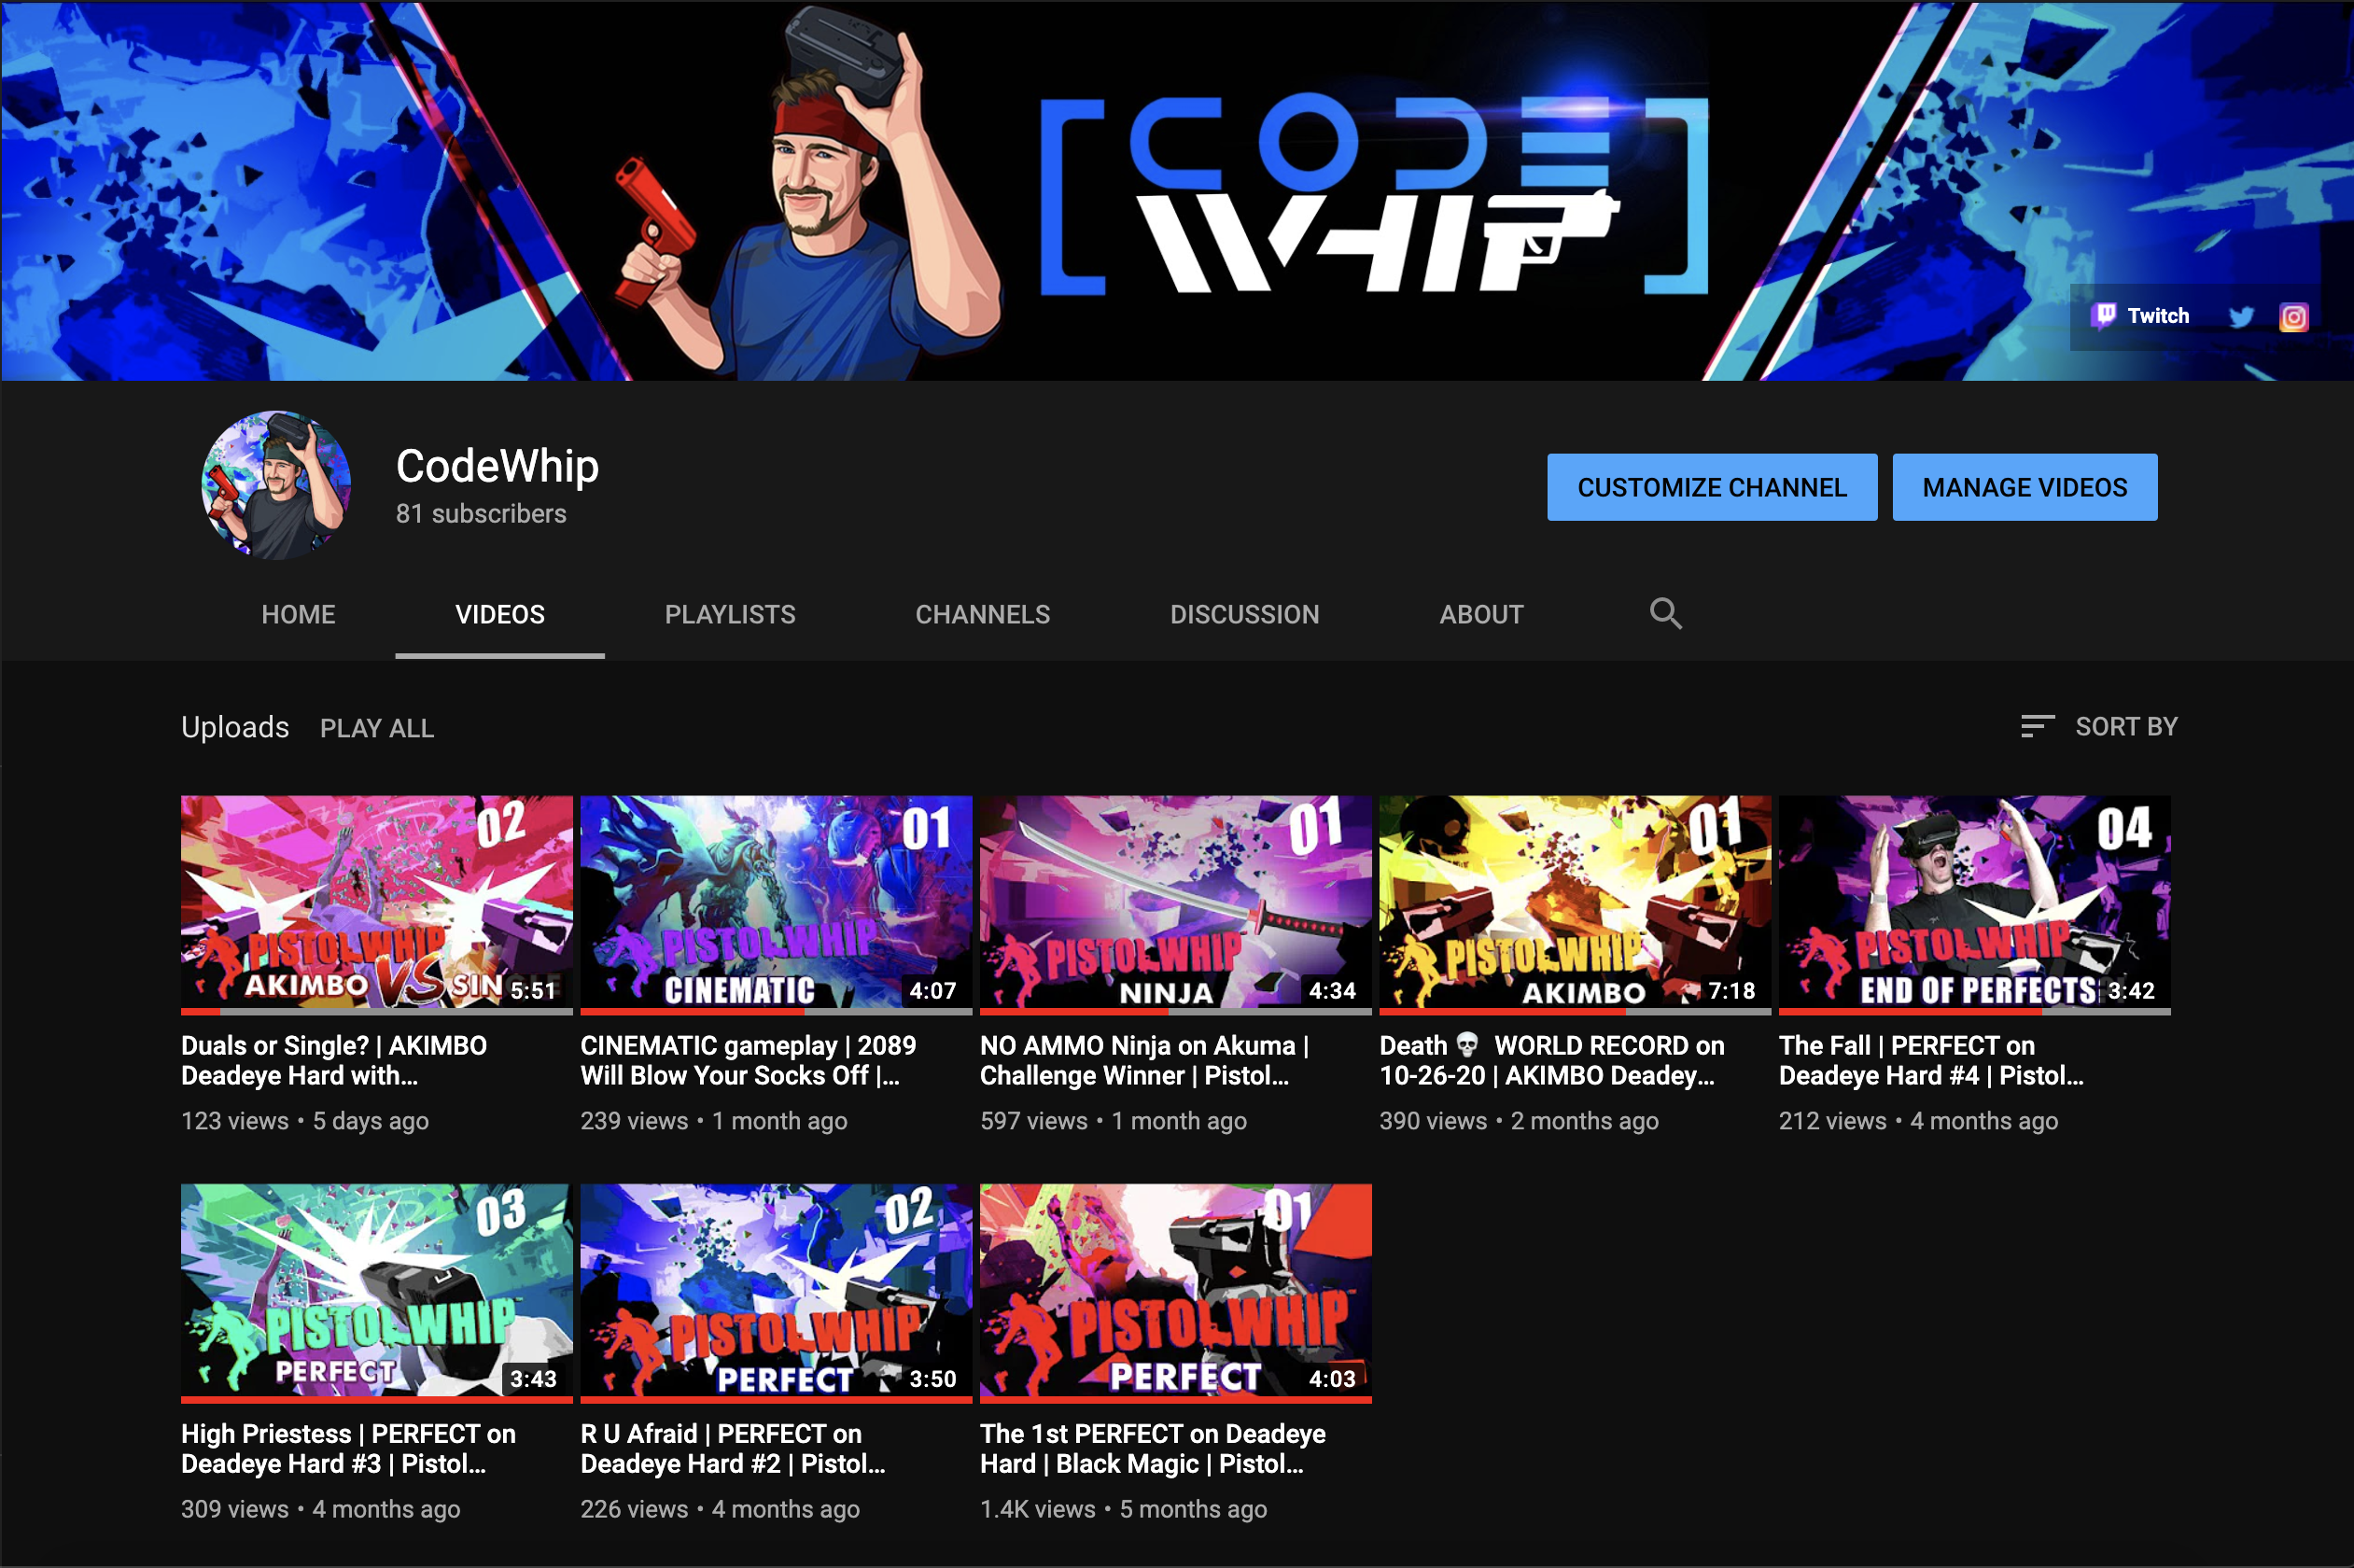 [CODE
WHIP]
Twitch
CodeWhip
81 subscribers
CUSTOMIZE CHANNEL
MANAGE VIDEOS
HOME
VIDEOS
PLAYLISTS
CHANNELS
DISCUSSION
ABOUT
Uploads
PLAY ALL
SORT BY
02
PISTOL WHIP
AKIMBO VS SINGLE
5:51
Duals or Single? | AKIMBO
Deadeye Hard with...
123 views • 5 days ago
01
PISTOL WHIP
CINEMATIC
4:07
CINEMATIC gameplay | 2089
Will Blow Your Socks Off |...
239 views • 1 month ago
01
PISTOL WHIP
NINJA
4:34
NO AMMO Ninja on Akuma |
Challenge Winner | Pistol...
597 views • 1 month ago
01
PISTOL WHIP
AKIMBO
7:18
Death💀 WORLD RECORD on
10-26-20 | AKIMBO Deadey...
390 views • 2 months ago
04
PISTOL WHIP
END OF PERFECTS
3:42
The Fall | PERFECT on
Deadeye Hard #4 | Pistol...
212 views • 4 months ago
03
PISTOL WHIP
PERFECT
3:43
High Priestess | PERFECT on
Deadeye Hard #3 | Pistol...
309 views • 4 months ago
02
PISTOL WHIP
PERFECT
3:50
R U Afraid | PERFECT on
Deadeye Hard #2 | Pistol...
226 views • 4 months ago
01
PISTOL WHIP
PERFECT
4:03
The 1st PERFECT on Deadeye
Hard | Black Magic | Pistol...
1.4K views • 5 months ago